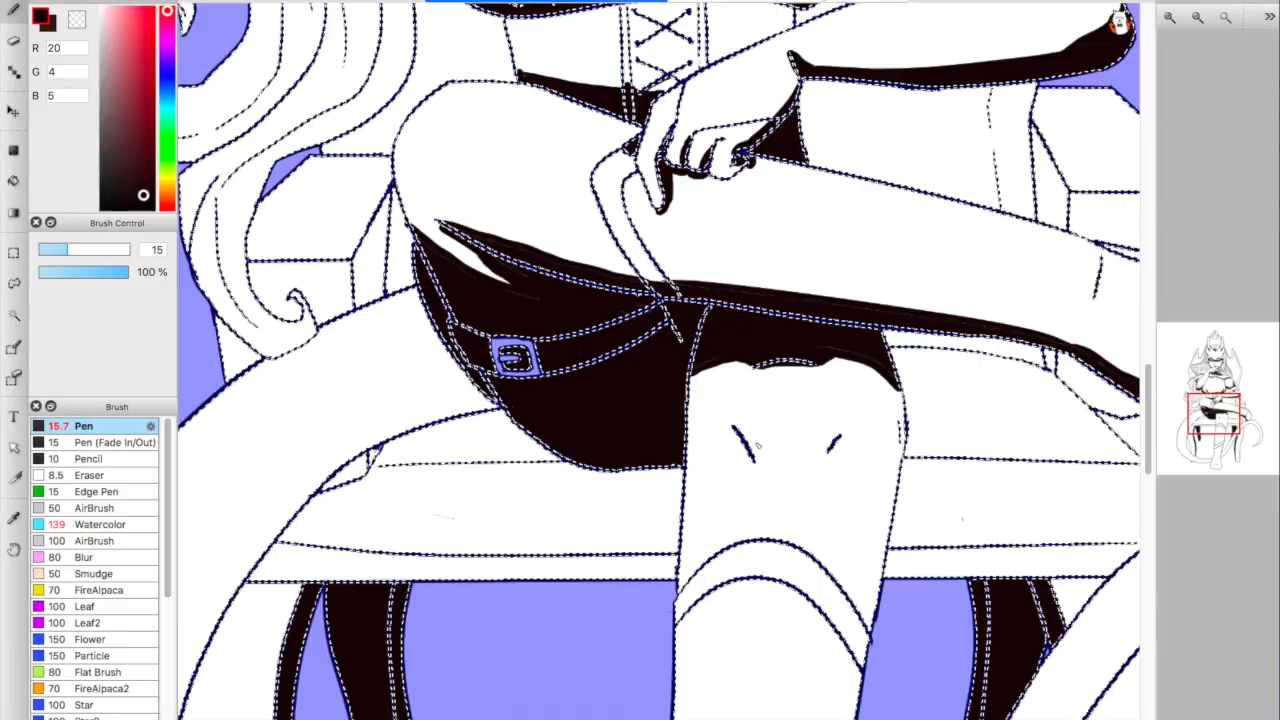 R 20
G 4
B 5
Brush Control
15
100 %
Brush
15.7 Pen
15 Pen (Fade In/Out)
10 Pencil
8.5 Eraser
15 Edge Pen
50 AirBrush
139 Watercolor
100 AirBrush
80 Blur
50 Smudge
70 FireAlpaca
100 Leaf
100 Leaf2
150 Flower
150 Particle
80 Flat Brush
70 FireAlpaca2
100 Star